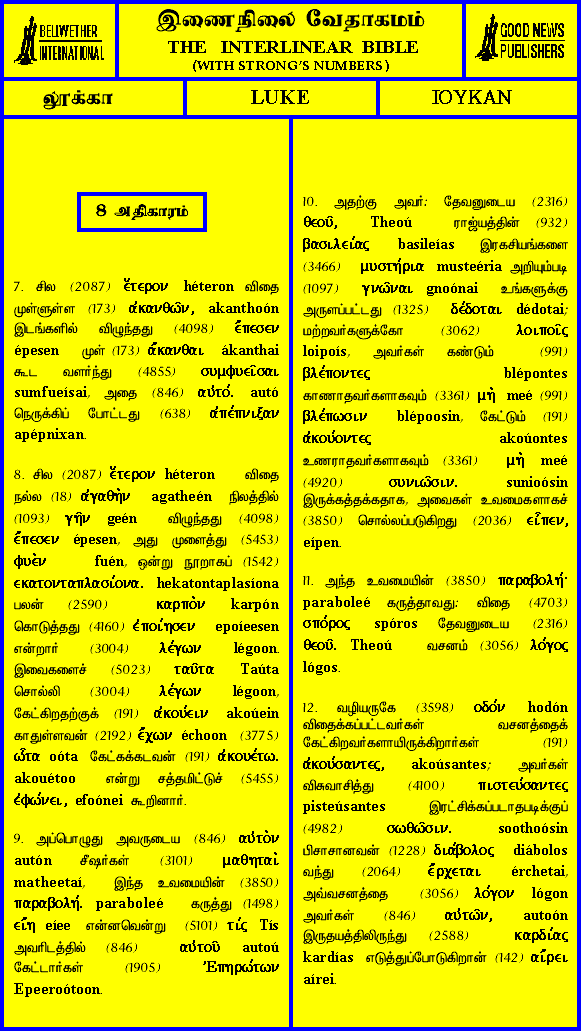 BELLWETHER
INTERNATIONAL
இணைநிலை வேதாகமம்
THE INTERLINEAR BIBLE
(WITH STRONG'S NUMBERS)
GOOD NEWS
PUBLISHERS
லூக்கா
LUKE
ΙΟΥΚΑΝ
8 அதிகாரம்
7. சில (2087) ἕτερον héteron விதை
முள்ளுள்ள (173) ἀκανθῶν, akanthoón
இடங்களில் விழுந்தது (4098) ἔπεσεν
épesen முள் (173) ἄκανθαι ákanthai
கூட வளர்ந்து (4855) συμφυεῖσαι
sumfueísai, அதை (846) αὐτό. autó
நெருக்கிப் போட்டது (638) ἀπέπνιξαν
apépnixan.
8. சில (2087) ἕτερον héteron விதை
நல்ல (18) ἀγαθὴν agatheén நிலத்தில்
(1093) γῆν geén விழுந்தது (4098)
ἔπεσεν épesen, அது முளைத்து (5453)
φυὲν fuén, ஒன்று நூறாகப் (1542)
εκατονταπλασίονα. hekatontaplasíona
பலன் (2590) καρπὸν karpón
கொடுத்தது (4160) ἐποίησεν epoíeesen
என்றார் (3004) λέγων légoon.
இவைகளைச் (5023) ταῦτα Taúta
சொல்லி (3004) λέγων légoon,
கேட்கிறதற்குக் (191) ἀκούειν akoúein
காதுள்ளவன் (2192) ἔχων échoon (3775)
ὦτα oóta கேட்கக்கடவன் (191) ἀκουέτω.
akouétoo என்று சத்தமிட்டுச் (5455)
ἐφώνει, efoónei கூறினார்.
9. அப்பொழுது அவருடைய (846) αὐτὸν
autón சீஷர்கள் (3101) μαθηταὶ
matheetaí, இந்த உவமையின் (3850)
παραβολή. paraboleé கருத்து (1498)
εἴη eíee என்னவென்று (5101) τίς Tís
அவரிடத்தில் (846) αὐτοῦ autoú
கேட்டார்கள் (1905) Ἐπηρώτων
Epeeroótoon.
10. அதற்கு அவர்: தேவனுடைய (2316)
θεοῦ, Theoú ராஜ்யத்தின் (932)
βασιλείας basileías இரகசியங்களை
(3466) μυστήρια musteéria அறியும்படி
(1097) γνῶναι gnoónai உங்களுக்கு
அருளப்பட்டது (1325) δέδοται dédotai;
மற்றவர்களுக்கோ (3062) λοιποῖς
loipoís, அவர்கள் கண்டும் (991)
βλέποντες blépontes
காணாதவர்களாகவும் (3361) μὴ meé (991)
βλέπωσιν blépoosin, கேட்டும் (191)
ἀκούοντες akoúontes
உணராதவர்களாகவும் (3361) μὴ meé
(4920) συνιῶσιν. sunioósin
இருக்கத்தக்கதாக, அவைகள் உவமைகளாகச்
(3850) சொல்லப்படுகிறது (2036) εἶπεν,
eípen.
11. அந்த உவமையின் (3850) παραβολή·
paraboleé கருத்தாவது: விதை (4703)
σπόρος spóros தேவனுடைய (2316)
θεοῦ. Theoú வசனம் (3056) λόγος
lógos.
12. வழியருகே (3598) οδόν hodón
விதைக்கப்பட்டவர்கள் வசனத்தைக்
கேட்கிறவர்களாயிருக்கிறார்கள் (191)
ἀκούσαντες, akoúsantes; அவர்கள்
விசுவாசித்து (4100) πιστεύσαντες
pisteúsantes இரட்சிக்கப்படாதபடிக்குப்
(4982) σωθῶσιν. soothoósin
பிசாசானவன் (1228) διάβολος diábolos
வந்து (2064) ἔρχεται érchetai,
அவ்வசனத்தை (3056) λόγον lógon
அவர்கள் (846) αὐτῶν, autoón
இருதயத்திலிருந்து (2588) καρδίας
kardías எடுத்துப்போடுகிறான் (142) αἴρει
aírei.